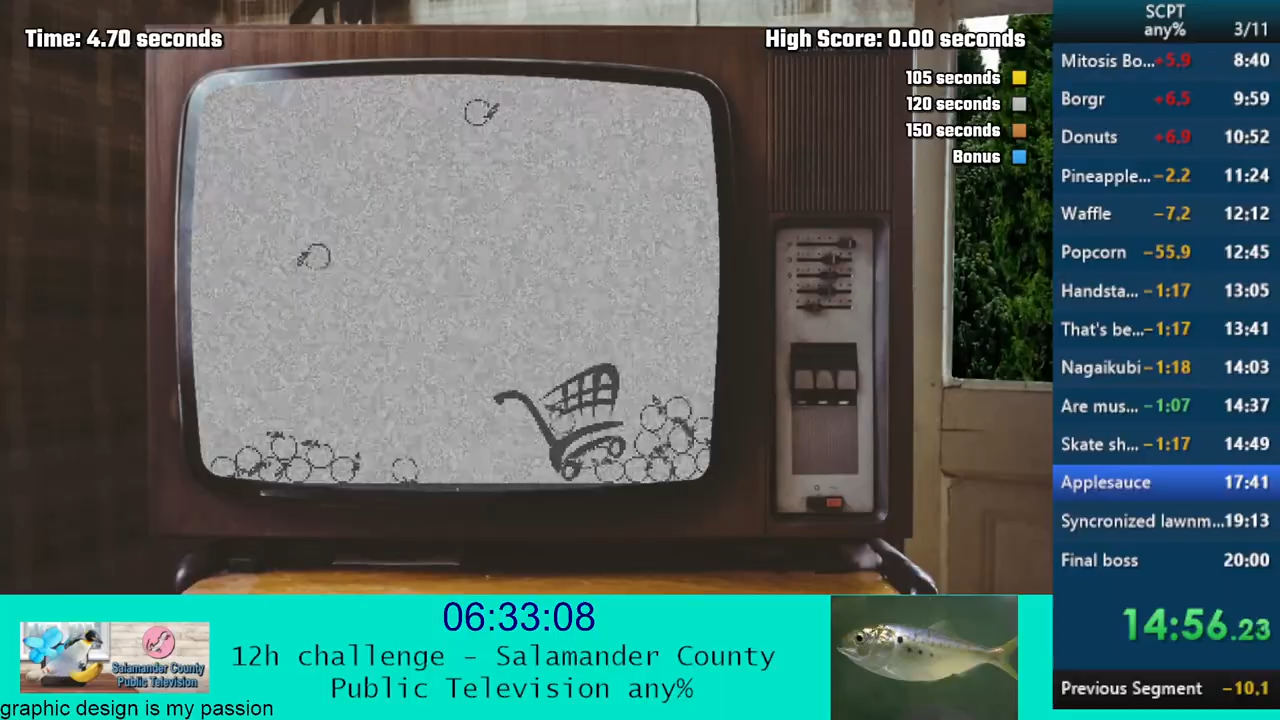 Time: 4.70 seconds
High Score: 0.00 seconds
105 seconds
120 seconds
150 seconds
Bonus
SCPT
any% 3/11
Mitosis Bo... +5.9 8:40
Borgr +6.5 9:59
Donuts +6.9 10:52
Pineapple... −2.2 11:24
Waffle −7.2 12:12
Popcorn −55.9 12:45
Handsta... −1:17 13:05
That's be... −1:17 13:41
Nagaikubi −1:18 14:03
Are mus... −1:07 14:37
Skate sh... −1:17 14:49
Applesauce 17:41
Syncronized lawnm... 19:13
Final boss 20:00
14:56.23
Previous Segment −10.1
06:33:08
12h challenge - Salamander County
Public Television any%
Salamander County
Public Television
graphic design is my passion